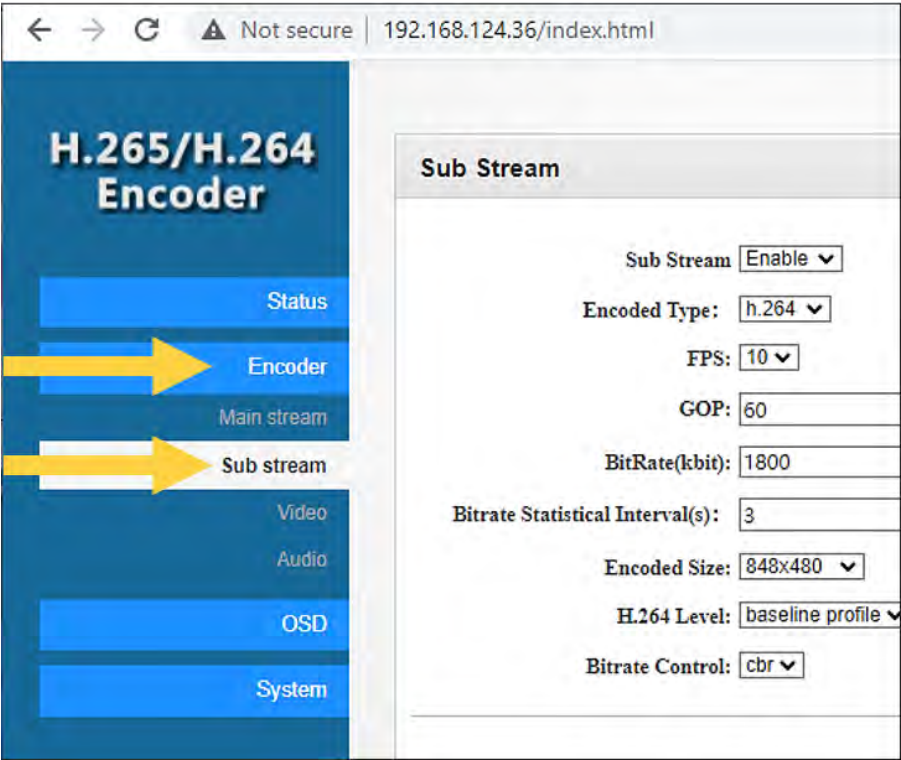 Not secure | 192.168.124.36/index.html
H.265/H.264
Encoder
Status
Encoder
Main stream
Sub stream
Video
Audio
OSD
System
Sub Stream
Sub Stream Enable
Encoded Type: h.264
FPS: 10
GOP: 60
BitRate(kbit): 1800
Bitrate Statistical Interval(s): 3
Encoded Size: 848x480
H.264 Level: baseline profile
Bitrate Control: cbr